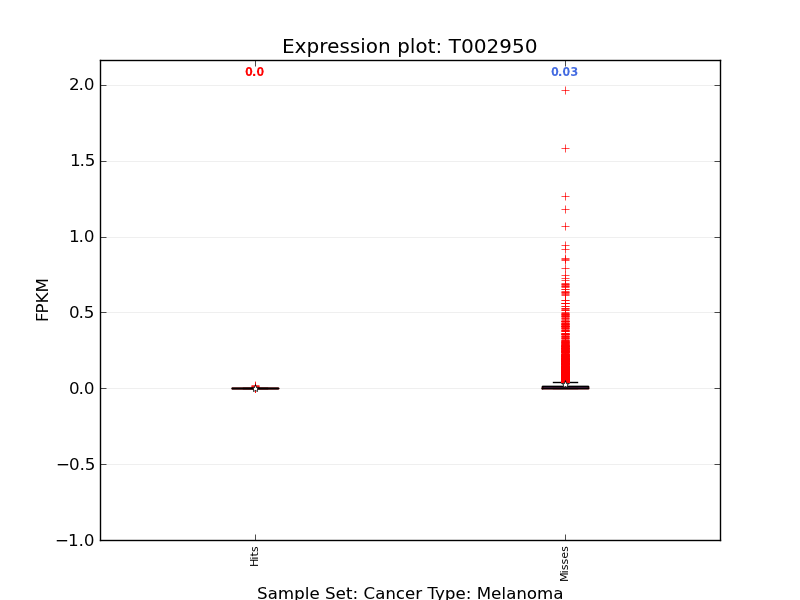 Expression plot: T002950
0.0
0.03
2.0
1.5
1.0
0.5
0.0
−0.5
−1.0
FPKM
Hits
Misses
Sample Set: Cancer Type: Melanoma